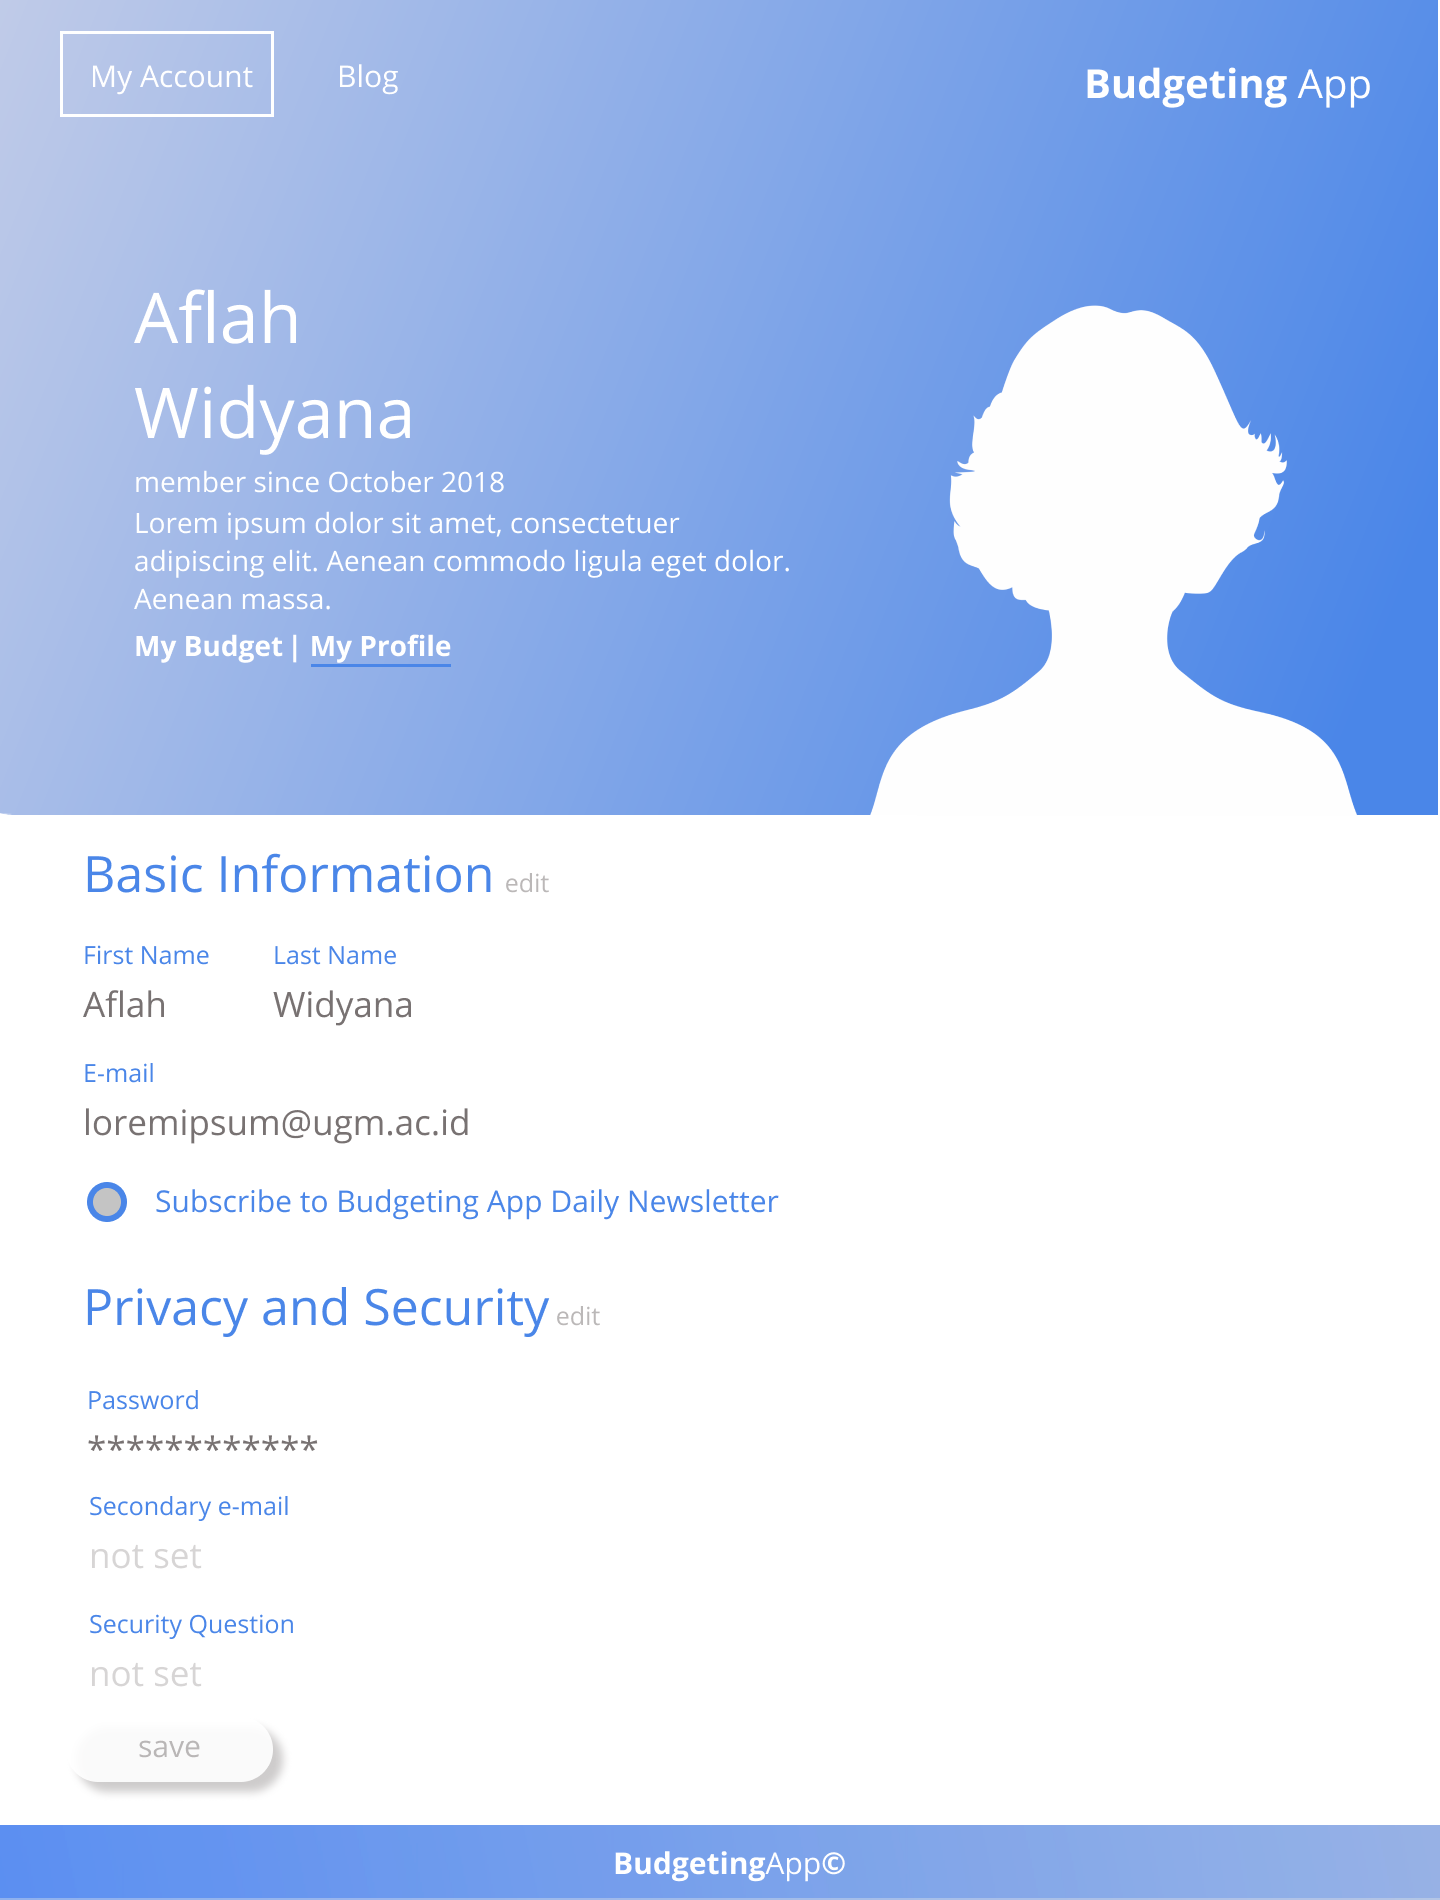 My Account Blog
Budgeting App
Aflah
Widyana
member since October 2018
Lorem ipsum dolor sit amet, consectetuer
adipiscing elit. Aenean commodo ligula eget dolor.
Aenean massa.
My Budget | My Profile
Basic Information edit
First Name Last Name
Aflah Widyana
E-mail
loremipsum@ugm.ac.id
Subscribe to Budgeting App Daily Newsletter
Privacy and Security edit
Password
************
Secondary e-mail
not set
Security Question
not set
save
BudgetingApp©